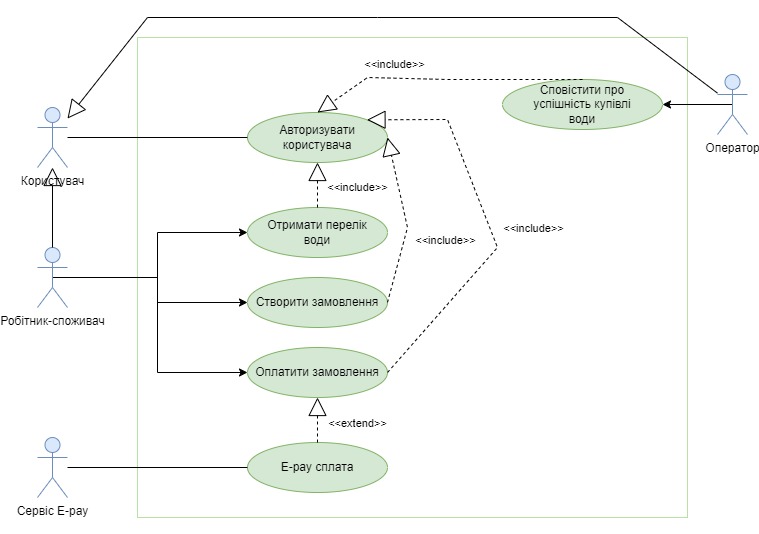 <<include>>
Сповістити про
успішність купівлі
води
Авторизувати
користувача
Оператор
Користувач
<<include>>
Отримати перелік
води
<<include>>
<<include>>
Створити замовлення
Робітник-споживач
Оплатити замовлення
<<extend>>
E-pay сплата
Сервіс E-pay